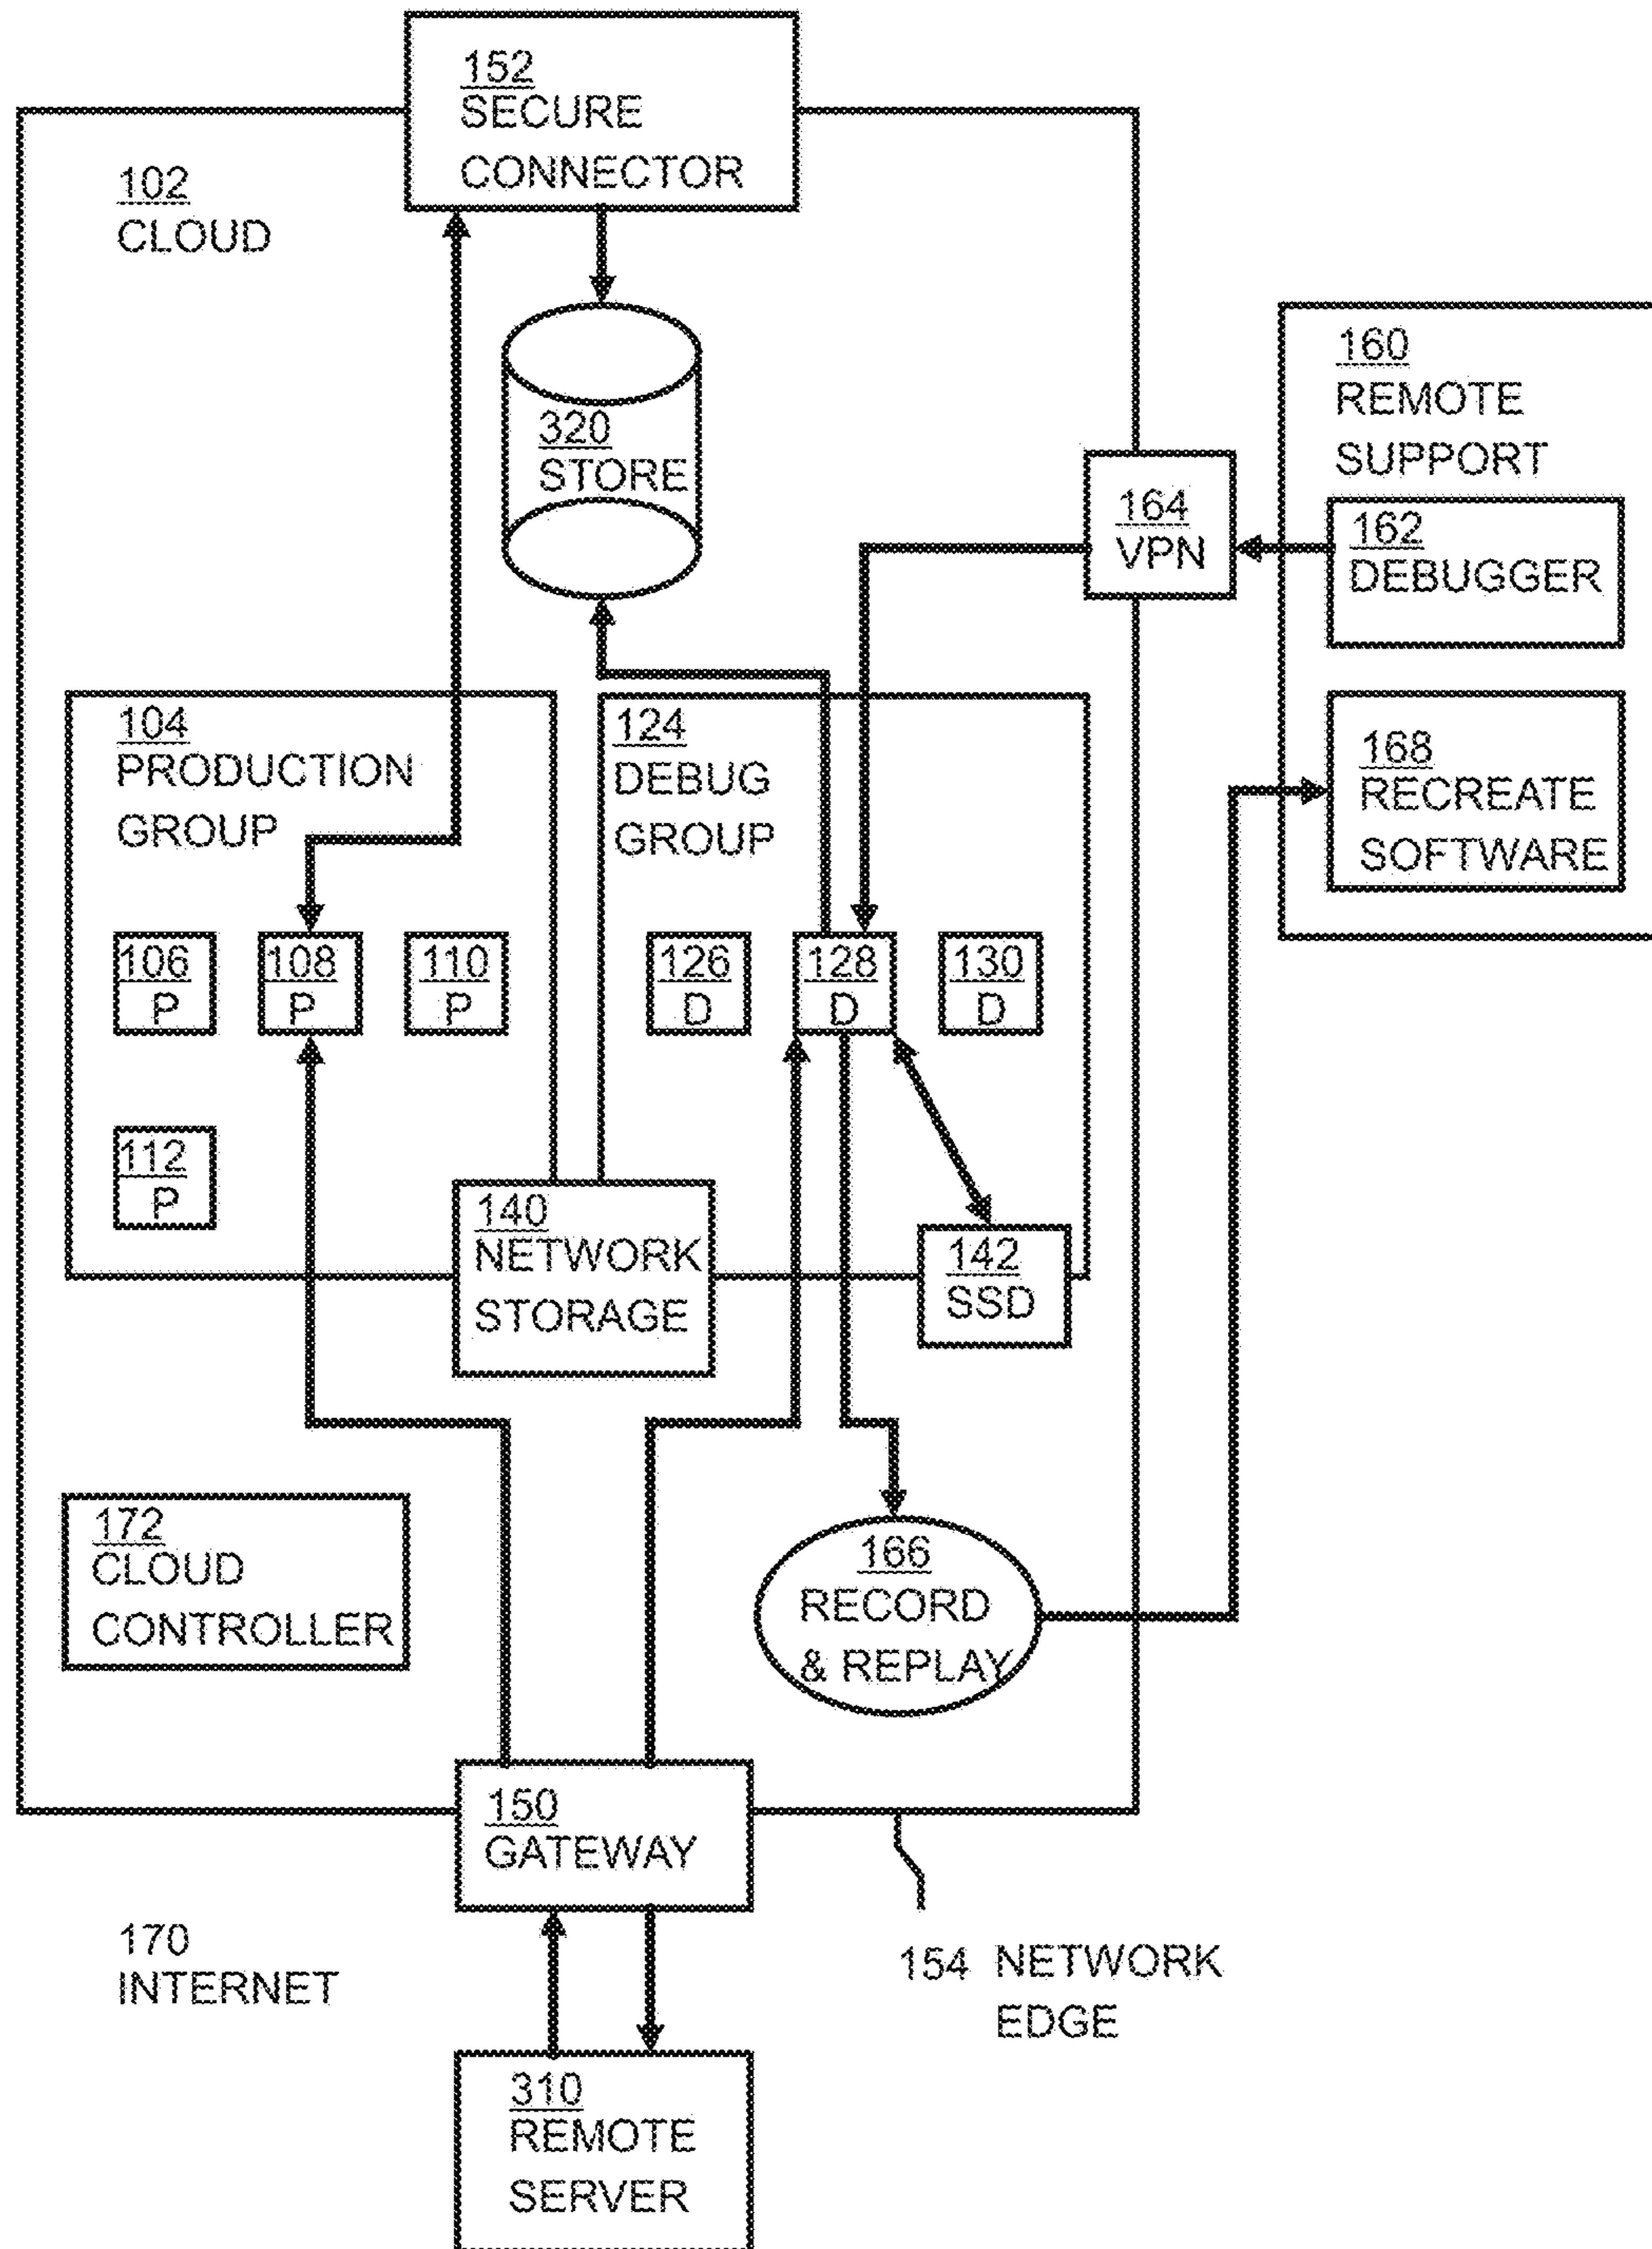 152
SECURE
CONNECTOR
102
CLOUD
320
STORE
164
VPN
160
REMOTE
SUPPORT
162
DEBUGGER
168
RECREATE
SOFTWARE
104
PRODUCTION
GROUP
124
DEBUG
GROUP
106
P
108
P
110
P
126
D
128
D
130
D
112
P
140
NETWORK
STORAGE
142
SSD
172
CLOUD
CONTROLLER
166
RECORD
& REPLAY
150
GATEWAY
170
INTERNET
154 NETWORK
EDGE
310
REMOTE
SERVER